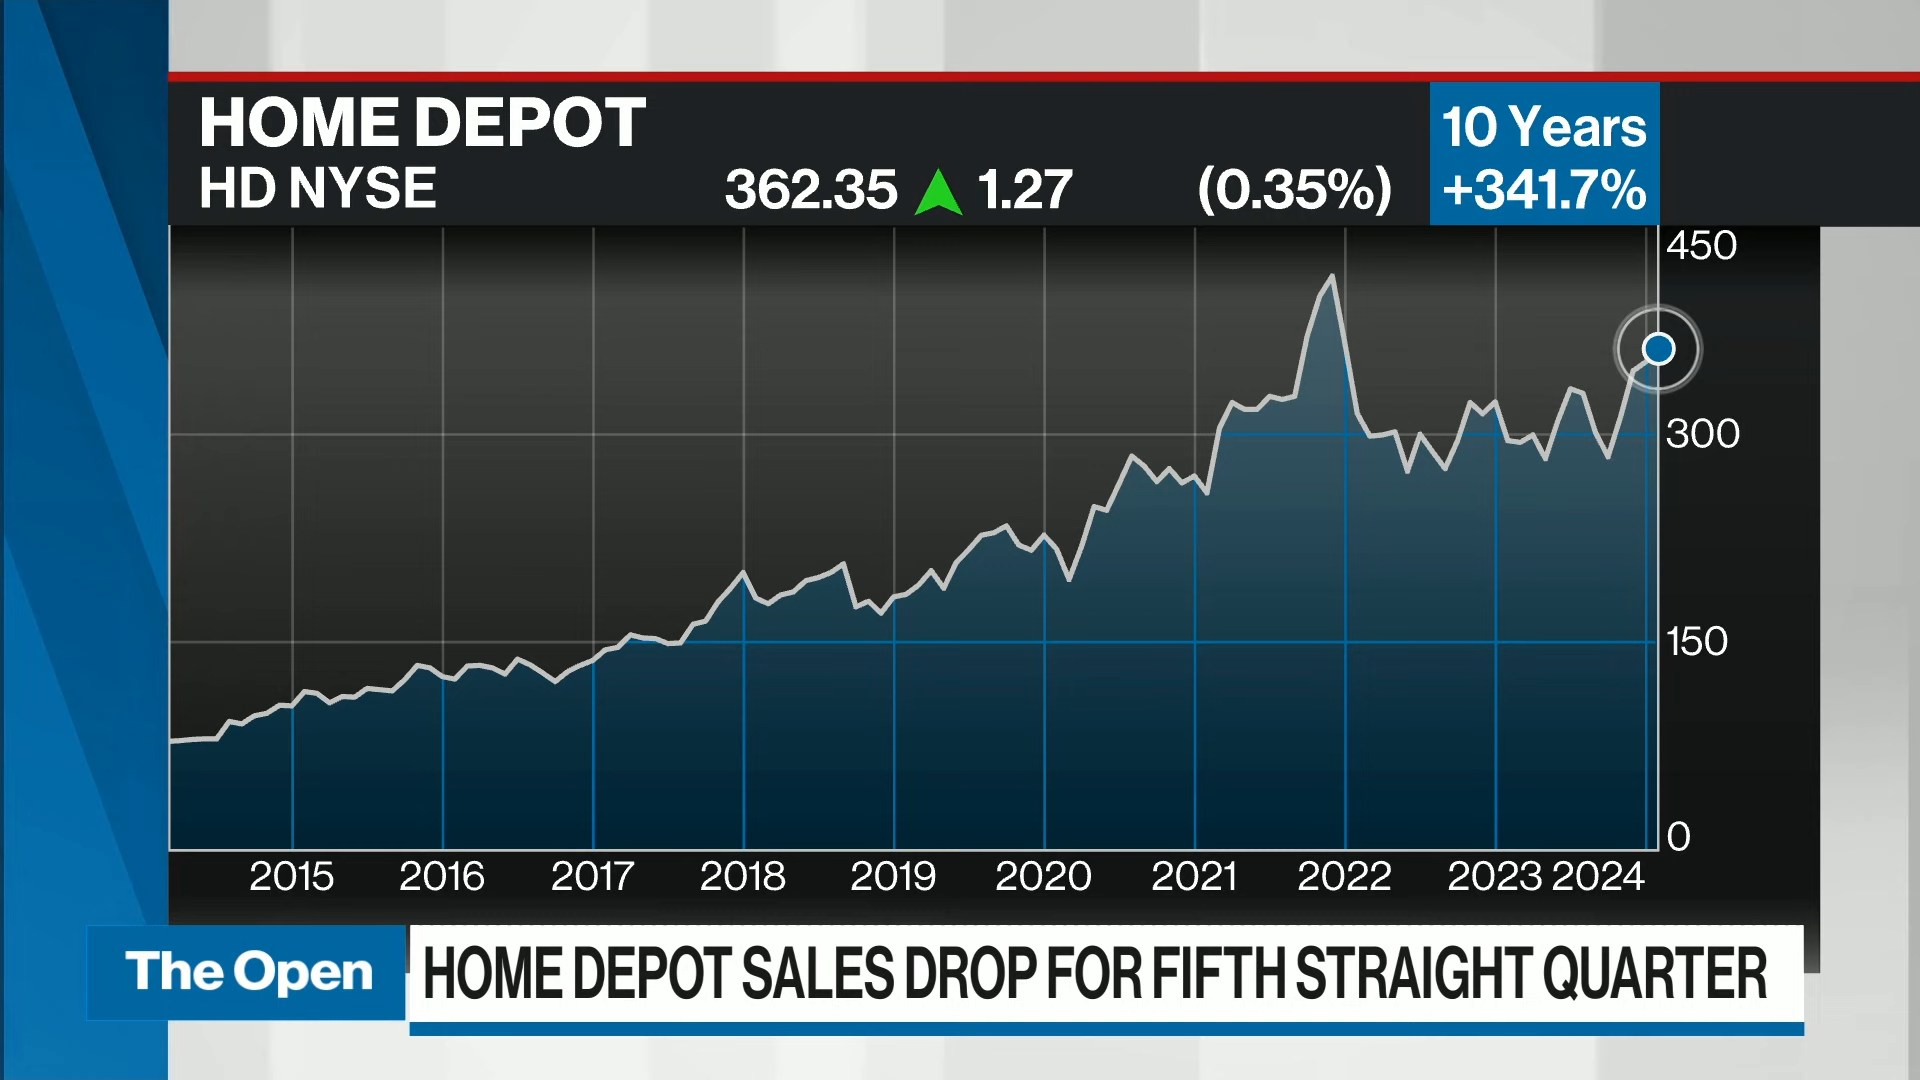 HOME DEPOT
HD NYSE 362.35 ▲ 1.27 (0.35%)
10 Years
+341.7%
450
300
150
0
2015 2016 2017 2018 2019 2020 2021 2022 2023 2024
The Open
HOME DEPOT SALES DROP FOR FIFTH STRAIGHT QUARTER